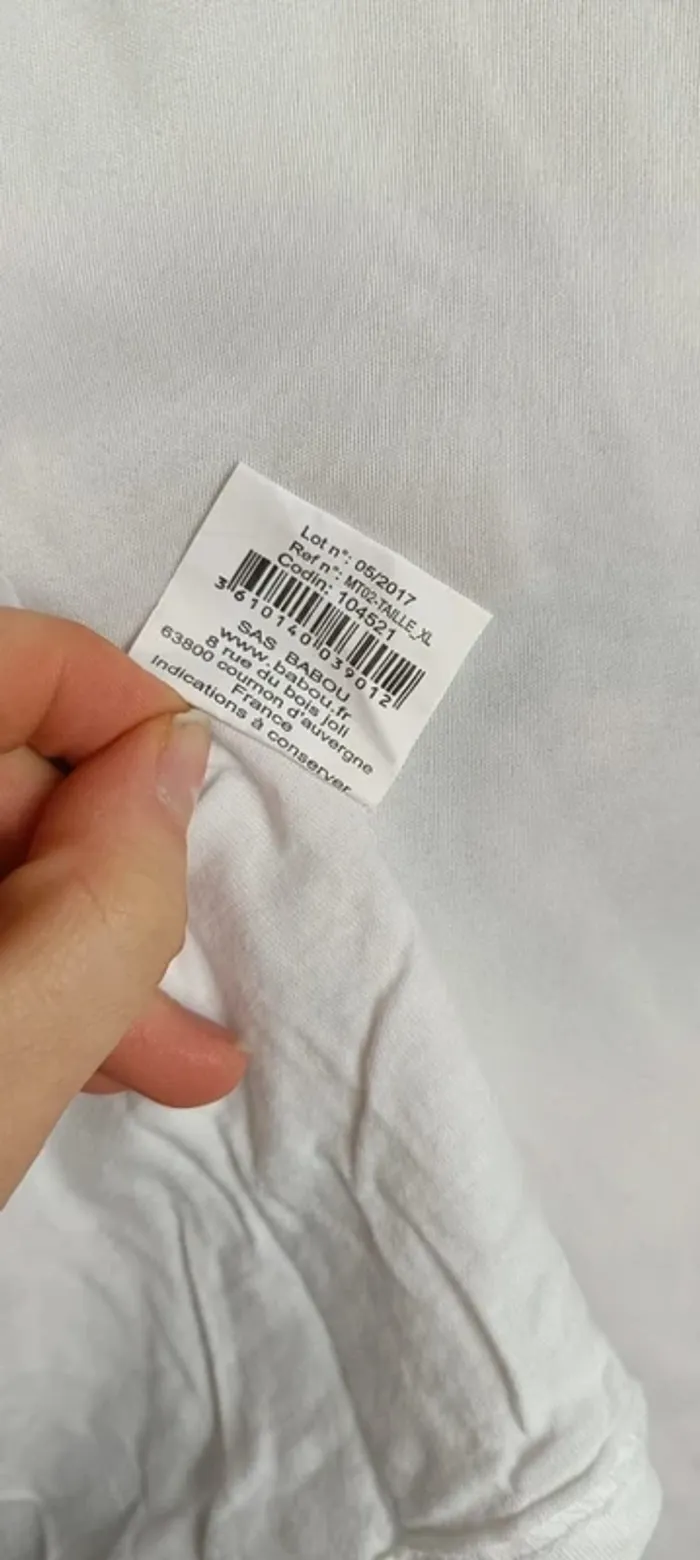 Lot n°: 05/2017
Ref n°: MT02-TAILLE_XL
Codin: 104521
3 610140 039012
SAS BABOU
www.babou.fr
8 rue du bois joli
63800 cournon d'auvergne
France
Indications à conserver